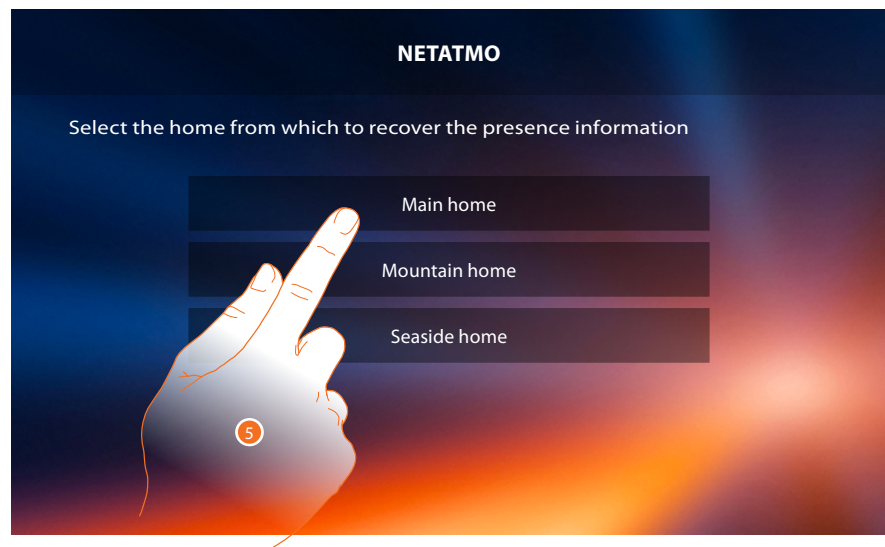 NETATMO
Select the home from which to recover the presence information
Main home
Mountain home
Seaside home
5